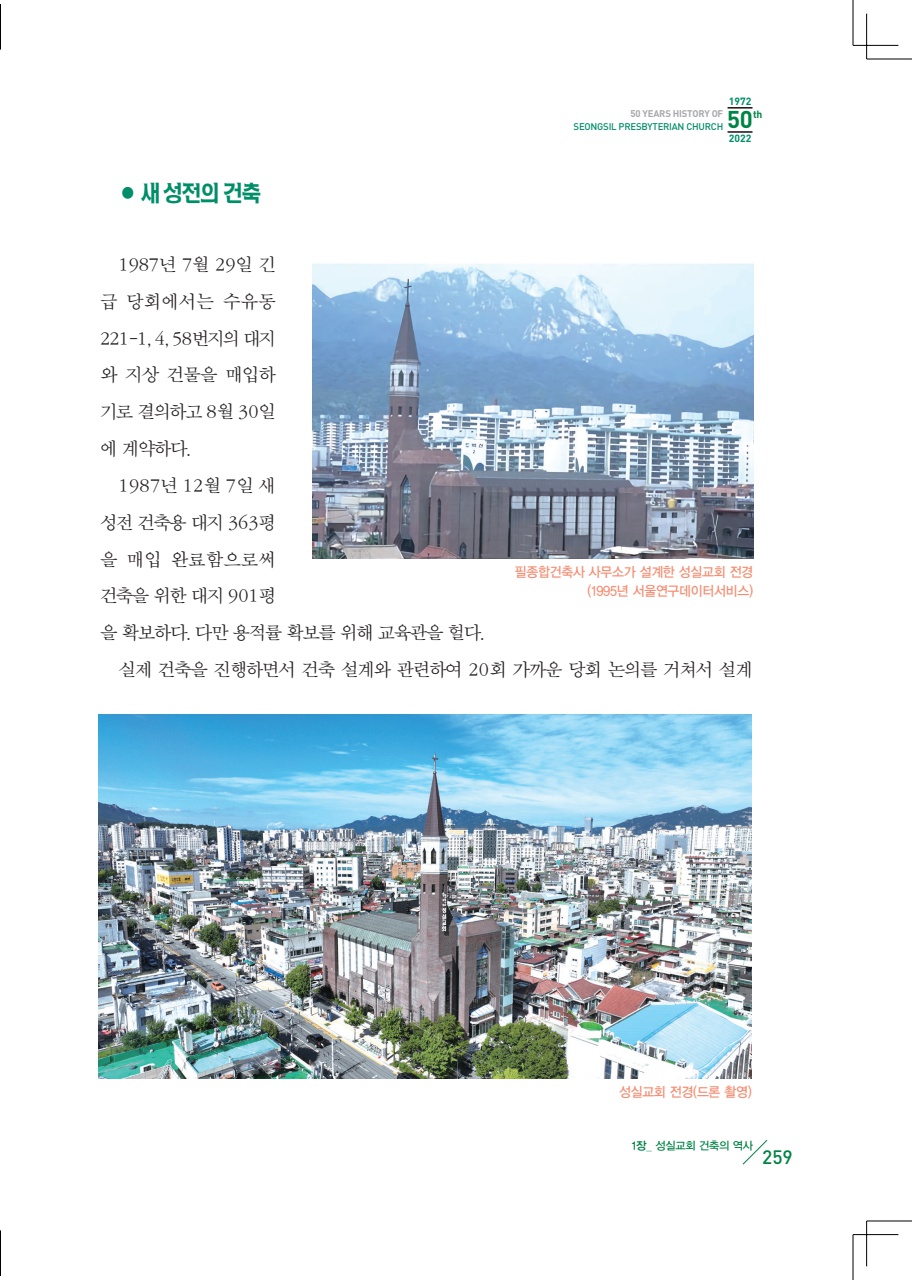 1972
50 YEARS HISTORY OF
50th
SEONGSIL PRESBYTERIAN CHURCH
2022
● 새 성전의 건축
1987년 7월 29일 긴
급 당회에서는 수유동
221-1, 4, 58번지의 대지
와 지상 건물을 매입하
기로 결의하고 8월 30일
에 계약하다.
1987년 12월 7일 새
성전 건축용 대지 363평
을 매입 완료함으로써
건축을 위한 대지 901평
을 확보하다. 다만 용적률 확보를 위해 교육관을 헐다.
실제 건축을 진행하면서 건축 설계와 관련하여 20회 가까운 당회 논의를 거쳐서 설계
필종합건축사 사무소가 설계한 성실교회 전경
(1995년 서울연구데이터서비스)
성실교회
성실교회 전경(드론 촬영)
1장_ 성실교회 건축의 역사
259